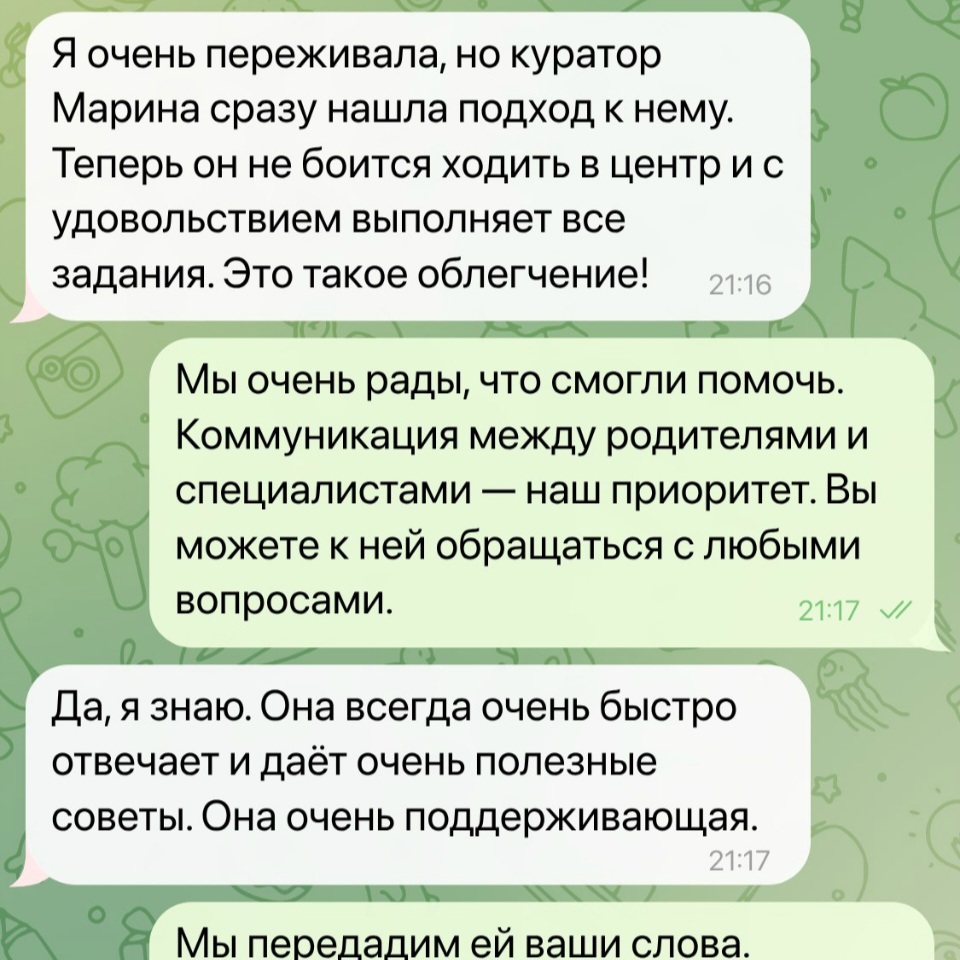 Я очень переживала, но куратор
Марина сразу нашла подход к нему.
Теперь он не боится ходить в центр и с
удовольствием выполняет все
задания. Это такое облегчение!
21:16
Мы очень рады, что смогли помочь.
Коммуникация между родителями и
специалистами — наш приоритет. Вы
можете к ней обращаться с любыми
вопросами.
21:17
Да, я знаю. Она всегда очень быстро
отвечает и даёт очень полезные
советы. Она очень поддерживающая.
21:17
Мы передадим ей ваши слова.